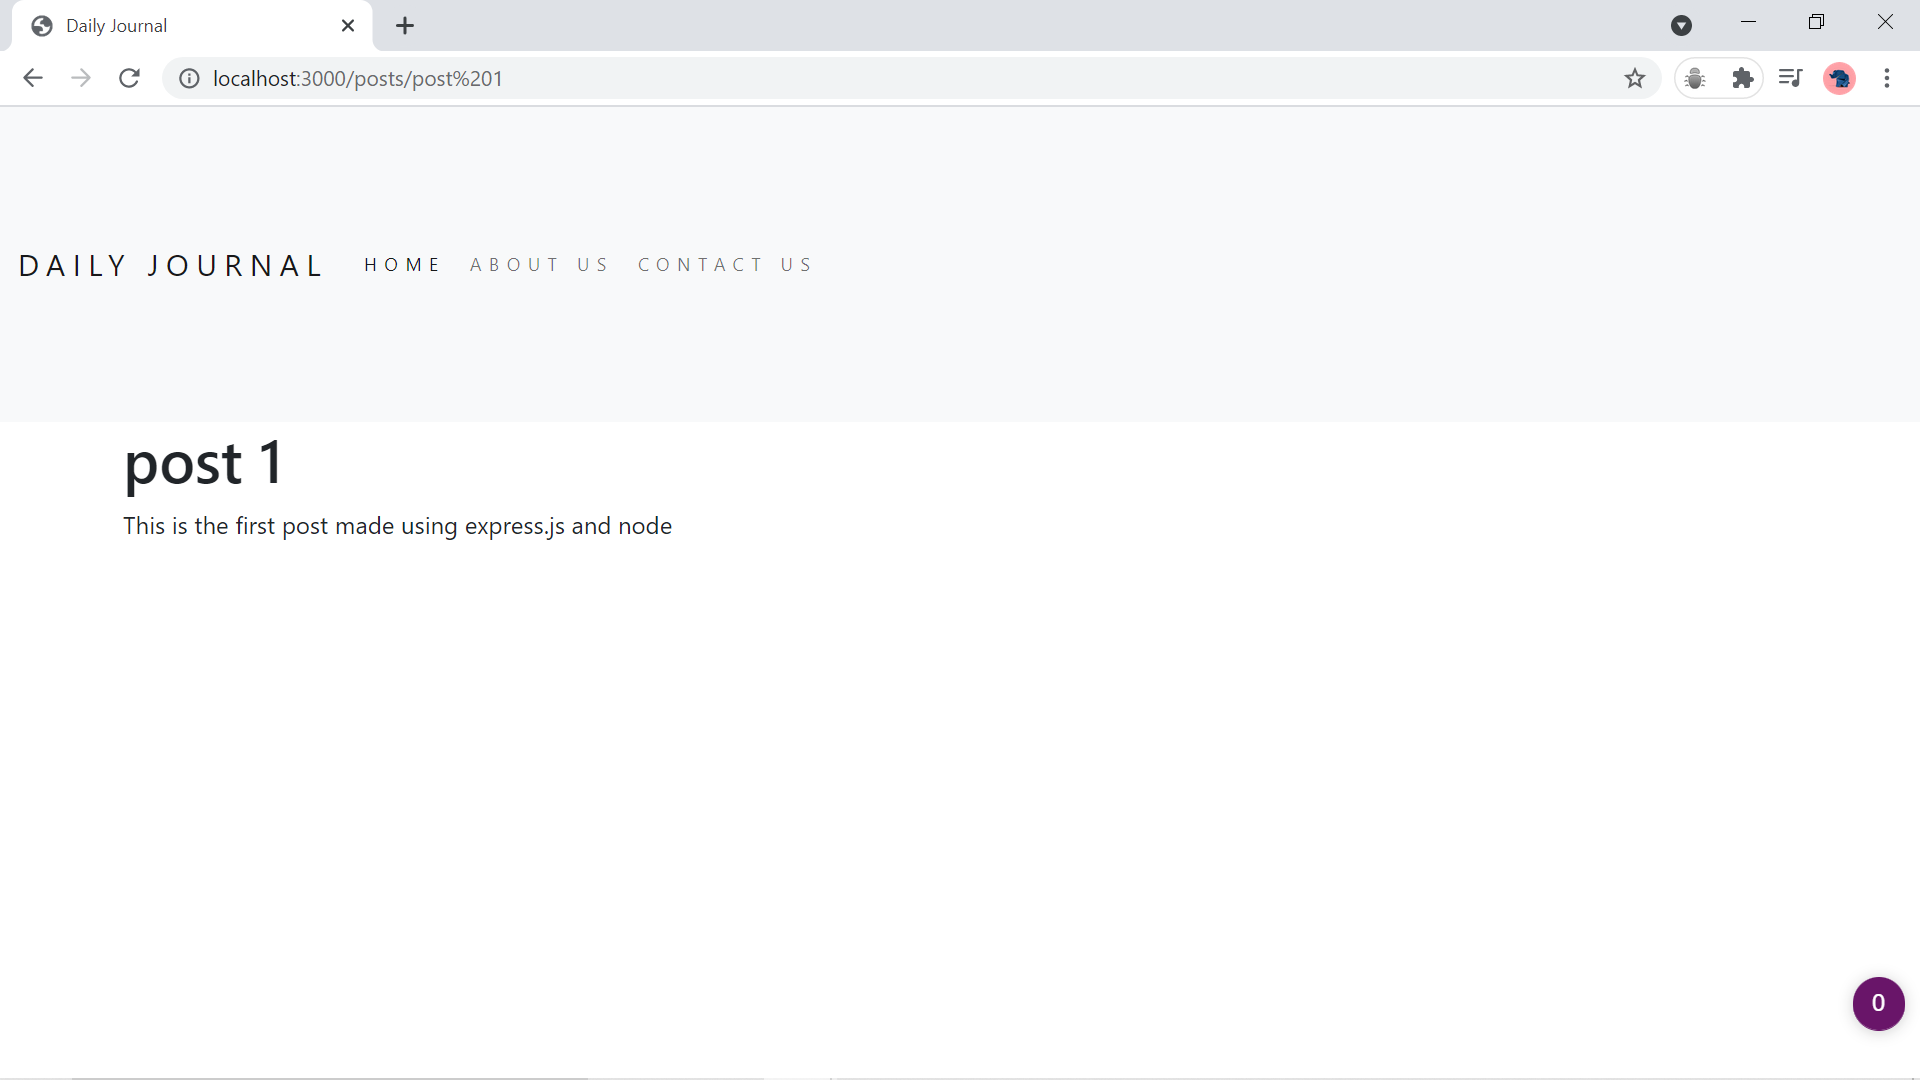 Daily Journal
localhost:3000/posts/post%201
DAILY JOURNAL HOME ABOUT US CONTACT US
post 1
This is the first post made using express.js and node
0